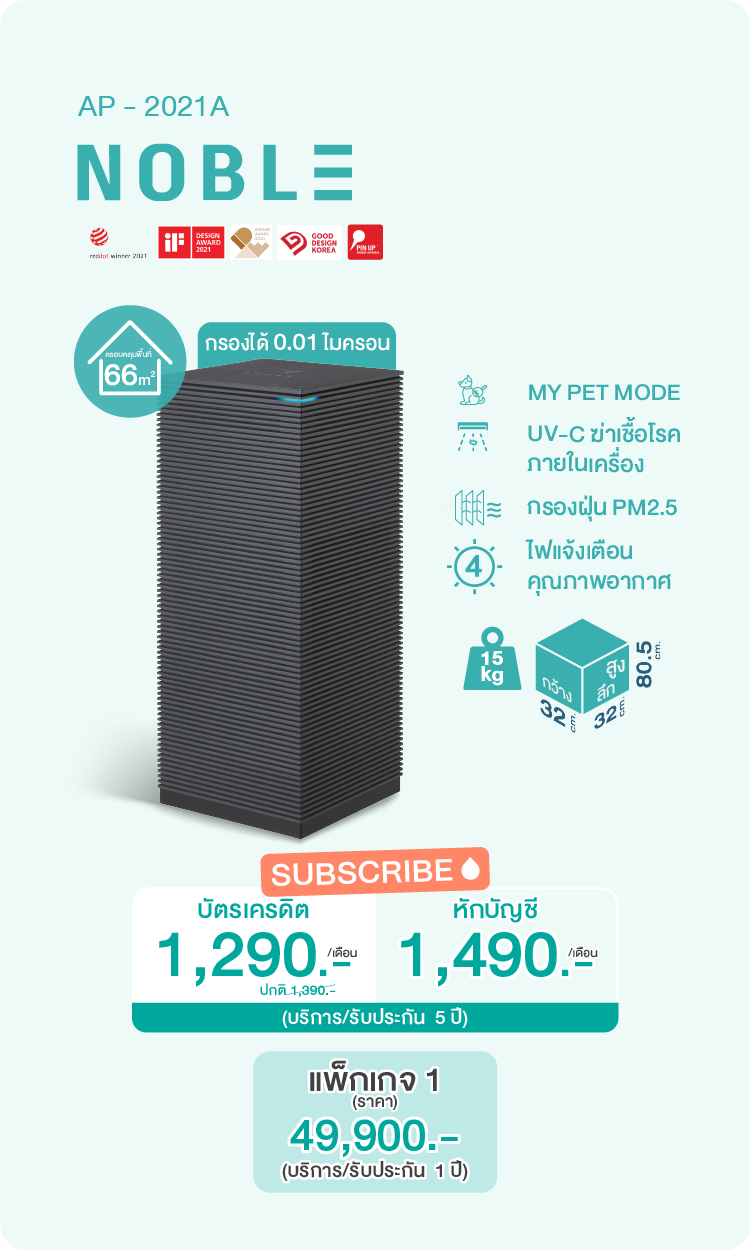 AP - 2021A
NOBLE
reddot winner 2021
iF
DESIGN
AWARD
2021
GOOD
DESIGN
KOREA
PIN UP
ครอบคลุมพื้นที่
66m²
กรองได้ 0.01 ไมครอน
MY PET MODE
UV-C ฆ่าเชื้อโรค
ภายในเครื่อง
กรองฝุ่น PM2.5
4
ไฟแจ้งเตือน
คุณภาพอากาศ
15
kg
กว้าง
ลึก
สูง
32 cm.
32 cm.
80.5 cm.
SUBSCRIBE
บัตรเครดิต
1,290.-/เดือน
ปกติ 1,390.-
หักบัญชี
1,490.-/เดือน
(บริการ/รับประกัน 5 ปี)
แพ็กเกจ 1
(ราคา)
49,900.-
(บริการ/รับประกัน 1 ปี)